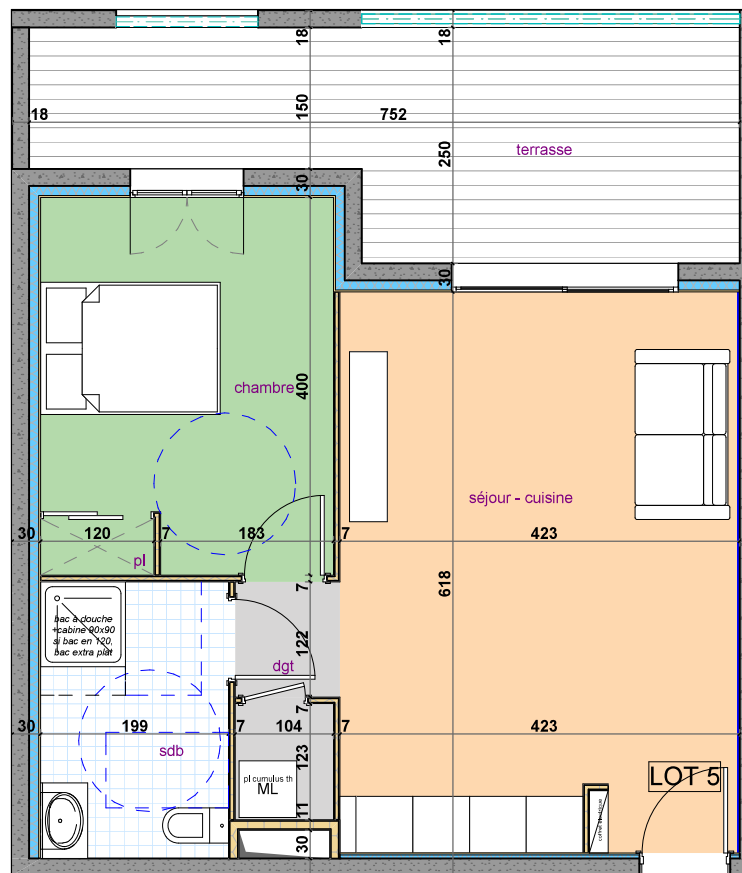 18
18
18
150
752
terrasse
250
30
30
chambre
400
séjour - cuisine
30
120
7
183
7
423
pl
618
7
bac à douche
+cabine 90x90
si bac en 120,
bac extra plat
122
dgt
7
30
199
7
104
7
423
sdb
123
LOT 5
pl cumulus th
ML
11
30